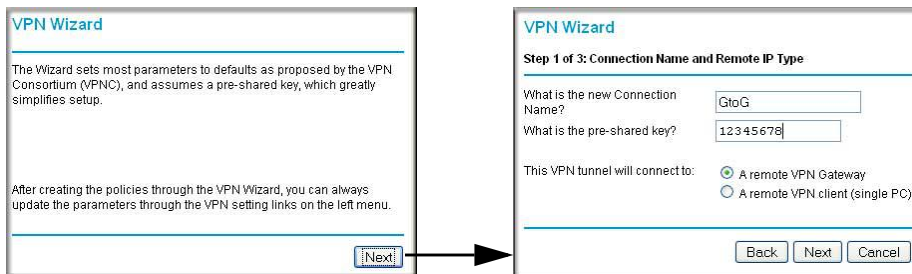 VPN Wizard
The Wizard sets most parameters to defaults as proposed by the VPN
Consortium (VPNC), and assumes a pre-shared key, which greatly
simplifies setup.
After creating the policies through the VPN Wizard, you can always
update the parameters through the VPN setting links on the left menu.
Next
VPN Wizard
Step 1 of 3: Connection Name and Remote IP Type
What is the new Connection
Name?
GtoG
What is the pre-shared key?
12345678
This VPN tunnel will connect to:
A remote VPN Gateway
A remote VPN client (single PC)
Back Next Cancel